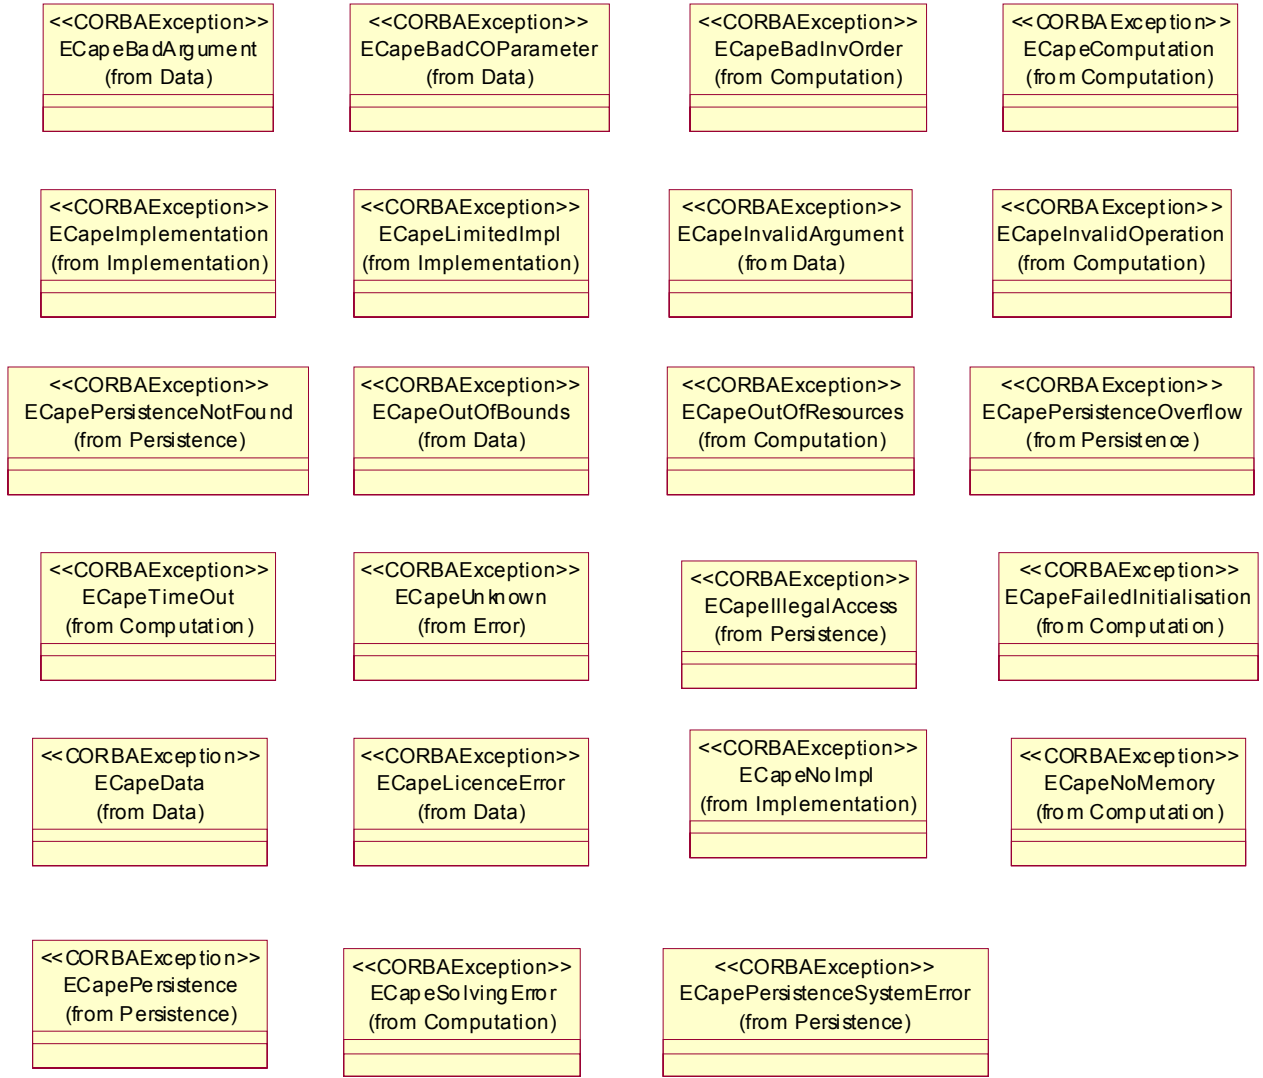 <<CORBAException>>
ECapeBadArgument
(from Data)
<<CORBAException>>
ECapeBadCOParameter
(from Data)
<<CORBAException>>
ECapeBadInvOrder
(from Computation)
<<CORBAException>>
ECapeComputation
(from Computation)
<<CORBAException>>
ECapeImplementation
(from Implementation)
<<CORBAException>>
ECapeLimitedImpl
(from Implementation)
<<CORBAException>>
ECapeInvalidArgument
(from Data)
<<CORBAException>>
ECapeInvalidOperation
(from Computation)
<<CORBAException>>
ECapePersistenceNotFound
(from Persistence)
<<CORBAException>>
ECapeOutOfBounds
(from Data)
<<CORBAException>>
ECapeOutOfResources
(from Computation)
<<CORBAException>>
ECapePersistenceOverflow
(from Persistence)
<<CORBAException>>
ECapeTimeOut
(from Computation)
<<CORBAException>>
ECapeUnknown
(from Error)
<<CORBAException>>
ECapeIllegalAccess
(from Persistence)
<<CORBAException>>
ECapeFailedInitialisation
(from Computation)
<<CORBAException>>
ECapeData
(from Data)
<<CORBAException>>
ECapeLicenceError
(from Data)
<<CORBAException>>
ECapeNoImpl
(from Implementation)
<<CORBAException>>
ECapeNoMemory
(from Computation)
<<CORBAException>>
ECapePersistence
(from Persistence)
<<CORBAException>>
ECapeSolvingError
(from Computation)
<<CORBAException>>
ECapePersistenceSystemError
(from Persistence)